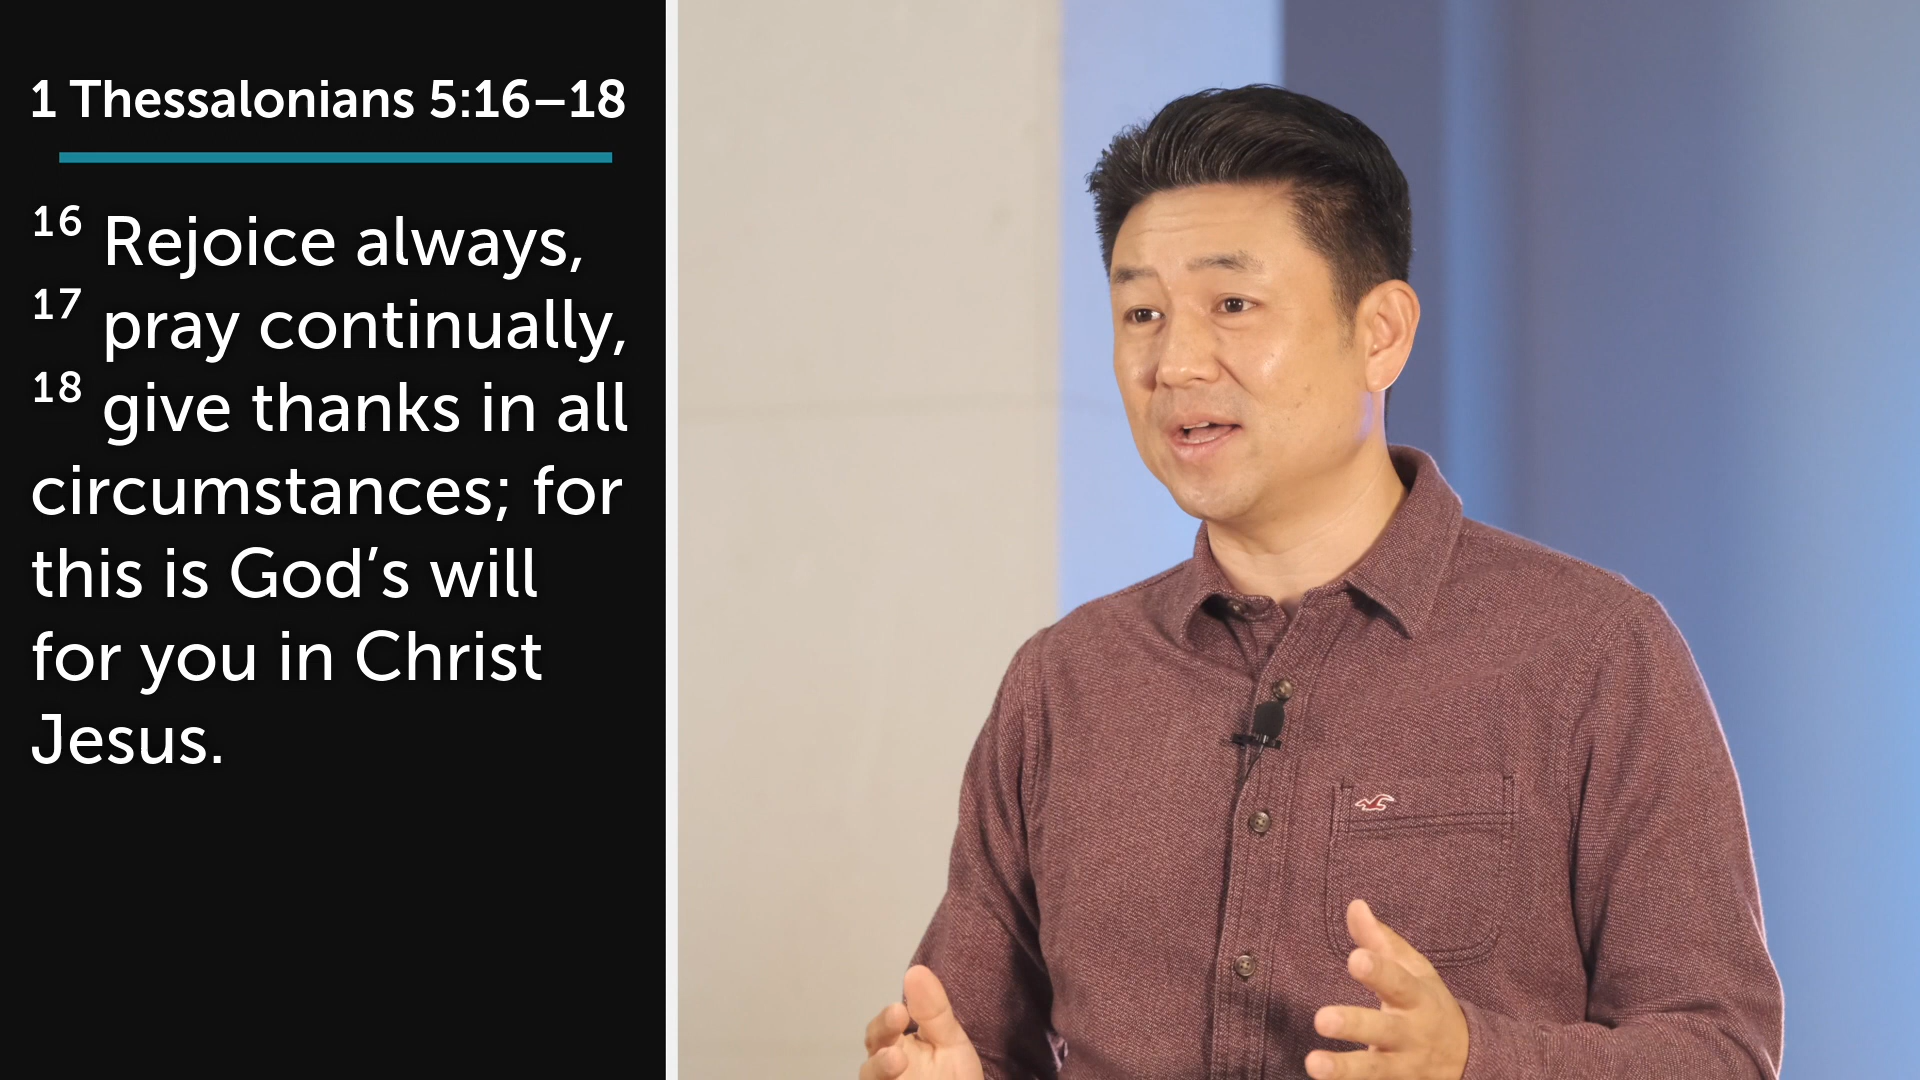 1 Thessalonians 5:16–18
16 Rejoice always,
17 pray continually,
18 give thanks in all
circumstances; for
this is God’s will
for you in Christ
Jesus.